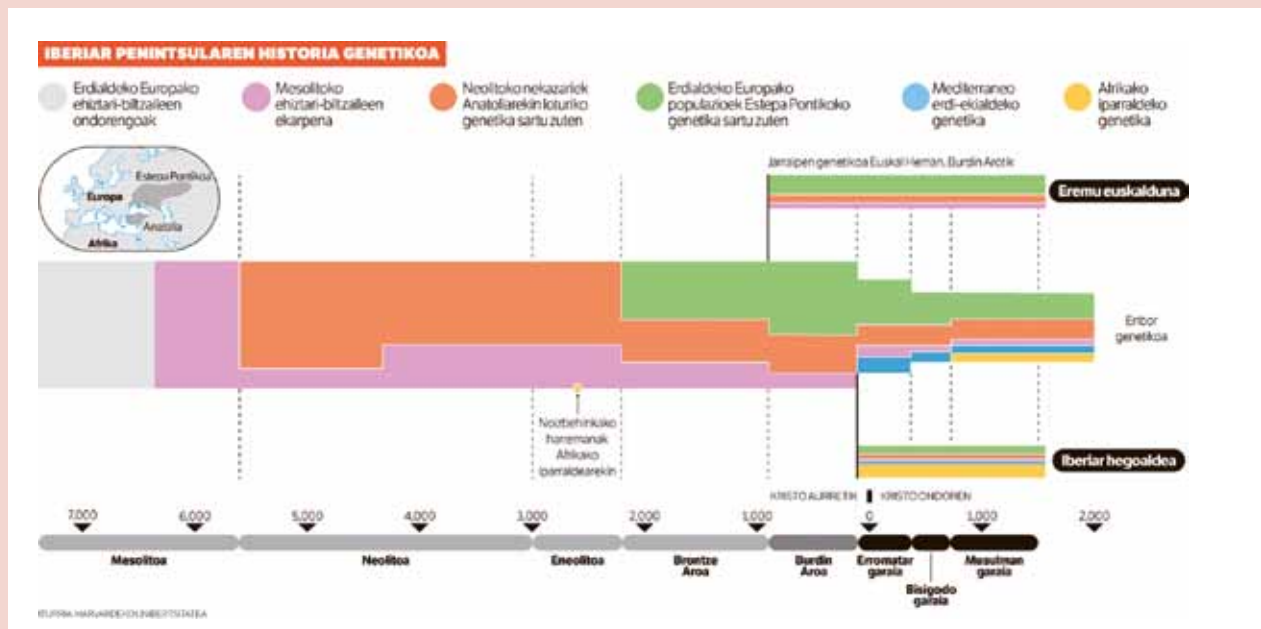 IBERIAR PENINTSULAREN HISTORIA GENETIKOA
Erdialdeko Europako
ehiztari-biltzaileen
ondorengoak
Mesolitoko
ehiztari-biltzaileen
ekarpena
Neolitoko nekazariek
Anatoliarekin loturiko
genetika sartu zuten
Erdialdeko Europako
populazioek Estepa Pontikoko
genetika sartu zuten
Mediterraneo
erdi-ekialdeko
genetika
Afrikako
iparraldeko
genetika
Estepa Pontikoa
Europa
Anatolia
Afrika
Jarraipen genetikoa Euskal Herrian, Burdin Arotik
Eremu euskalduna
Enbor
genetikoa
Noizbehinkako
harremanak
Afrikako
iparraldearekin
Iberiar hegoaldea
KRISTO AURRETIK
KRISTO ONDOREN
7.000
6.000
5.000
4.000
3.000
2.000
1.000
0
1.000
2.000
Mesolitoa
Neolitoa
Eneolitoa
Brontze
Aroa
Burdin
Aroa
Erromatar
garaia
Bisigodo
garaia
Musulman
garaia
ITURRIA: HARVARDEKO UNIBERTSITATEA